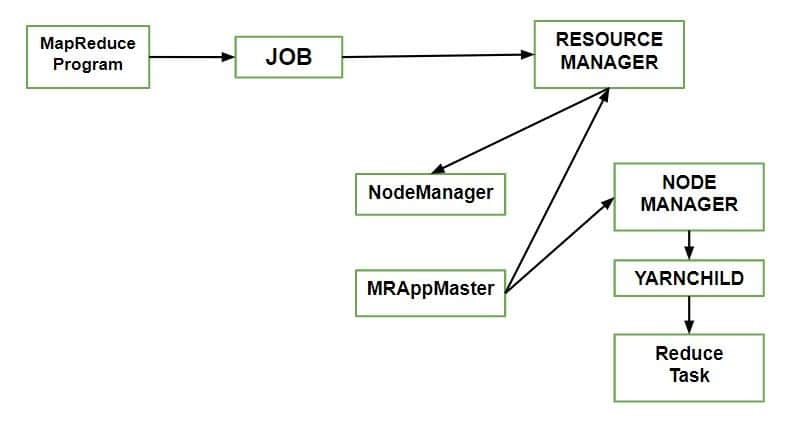 MapReduce
Program
JOB
RESOURCE
MANAGER
NodeManager
NODE
MANAGER
MRAppMaster
YARNCHILD
Reduce
Task